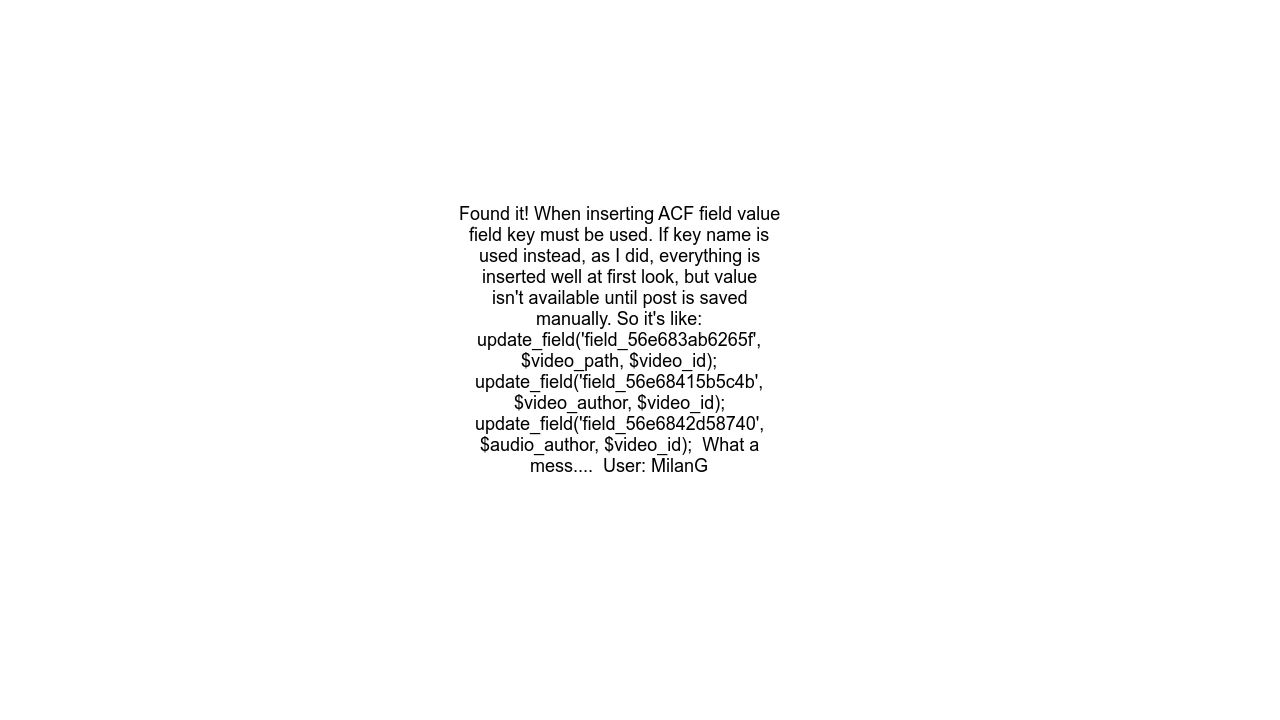 Found it! When inserting ACF field value
field key must be used. If key name is
used instead, as I did, everything is
inserted well at first look, but value
isn't available until post is saved
manually. So it's like:
update_field('field_56e683ab6265f',
$video_path, $video_id);
update_field('field_56e68415b5c4b',
$video_author, $video_id);
update_field('field_56e6842d58740',
$audio_author, $video_id);  What a
mess....  User: MilanG